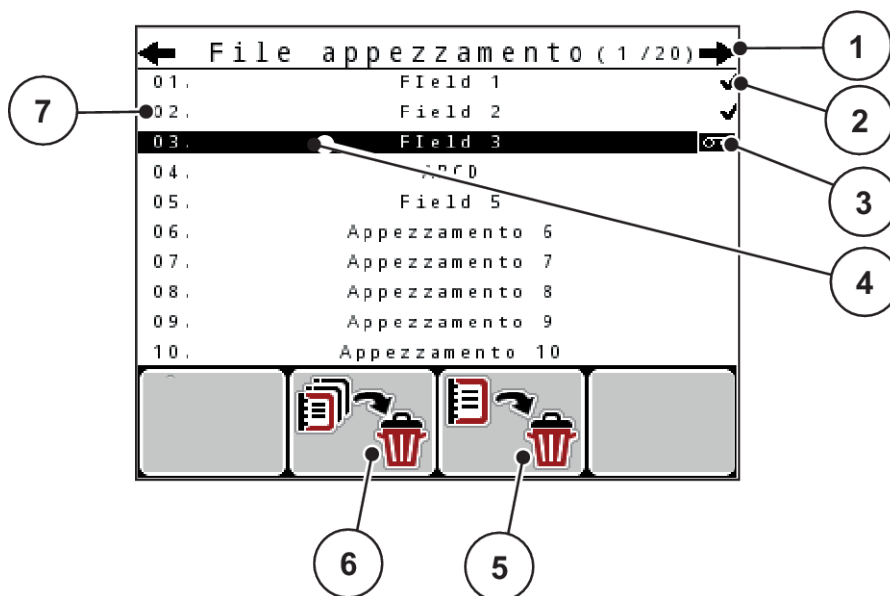 File appezzamento (1/20)
01. FIeld 1
02. Field 2
03. FIeld 3
04. ABCD
05. Field 5
06. Appezzamento 6
07. Appezzamento 7
08. Appezzamento 8
09. Appezzamento 9
10. Appezzamento 10
1
2
3
4
5
6
7